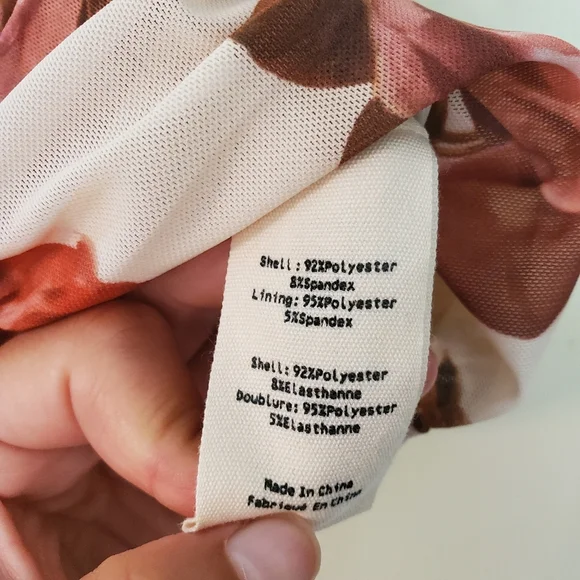 Shell: 92%Polyester
8%Spandex
Lining: 95%Polyester
5%Spandex
Shell: 92%Polyester
8%Elasthanne
Doublure: 95%Polyester
5%Elasthanne
Made In China
Fabriqué En China